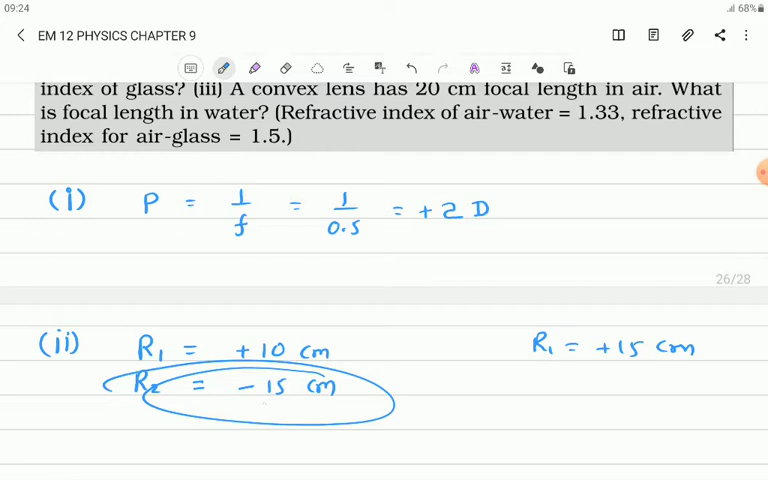 09:24
68%
EM 12 PHYSICS CHAPTER 9
index of glass? (iii) A convex lens has 20 cm focal length in air. What
is focal length in water? (Refractive index of air-water = 1.33, refractive
index for air-glass = 1.5.)
(i) P = 1/f = 1/0.5 = +2 D
26/28
(ii) R₁ = +10 cm R₁ = +15 cm
R₂ = -15 cm